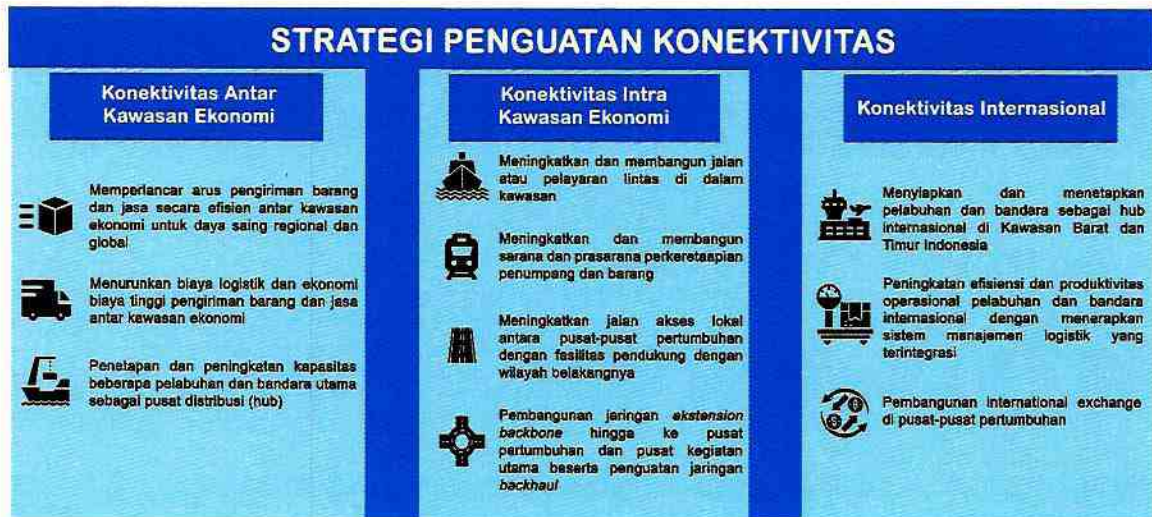 STRATEGI PENGUATAN KONEKTIVITAS
Konektivitas Antar
Kawasan Ekonomi
Memperlancar arus pengiriman barang
dan jasa secara efisien antar kawasan
ekonomi untuk daya saing regional dan
global
Menurunkan biaya logistik dan ekonomi
biaya tinggi pengiriman barang dan jasa
antar kawasan ekonomi
Penetapan dan peningkatan kapasitas
beberapa pelabuhan dan bandara utama
sebagai pusat distribusi (hub)
Konektivitas Intra
Kawasan Ekonomi
Meningkatkan dan membangun jalan
atau pelayaran lintas di dalam
kawasan
Meningkatkan dan membangun
sarana dan prasarana perkeretaapian
penumpang dan barang
Meningkatkan jalan akses lokal
antara pusat-pusat pertumbuhan
dengan fasilitas pendukung dengan
wilayah belakangnya
Pembangunan jaringan ekstension
backbone hingga ke pusat
pertumbuhan dan pusat kegiatan
utama beserta penguatan jaringan
backhaul
Konektivitas Internasional
Menyiapkan dan menetapkan
pelabuhan dan bandara sebagai hub
internasional di Kawasan Barat dan
Timur Indonesia
Peningkatan efisiensi dan produktivitas
operasional pelabuhan dan bandara
internasional dengan menerapkan
sistem manajemen logistik yang
terintegrasi
Pembangunan international exchange
di pusat-pusat pertumbuhan